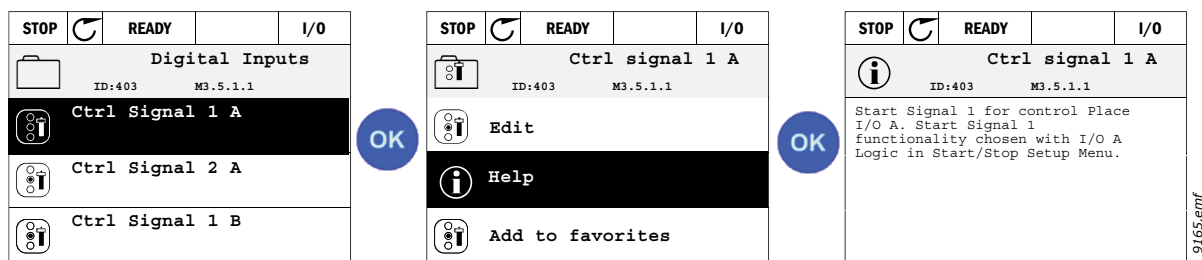 STOP READY I/O
Digital Inputs
ID:403 M3.5.1.1
Ctrl Signal 1 A
Ctrl Signal 2 A
Ctrl Signal 1 B
OK
STOP READY I/O
Ctrl signal 1 A
ID:403 M3.5.1.1
Edit
Help
Add to favorites
OK
STOP READY I/O
Ctrl signal 1 A
ID:403 M3.5.1.1
Start Signal 1 for control Place
I/O A. Start Signal 1
functionality chosen with I/O A
Logic in Start/Stop Setup Menu.
9165.emf